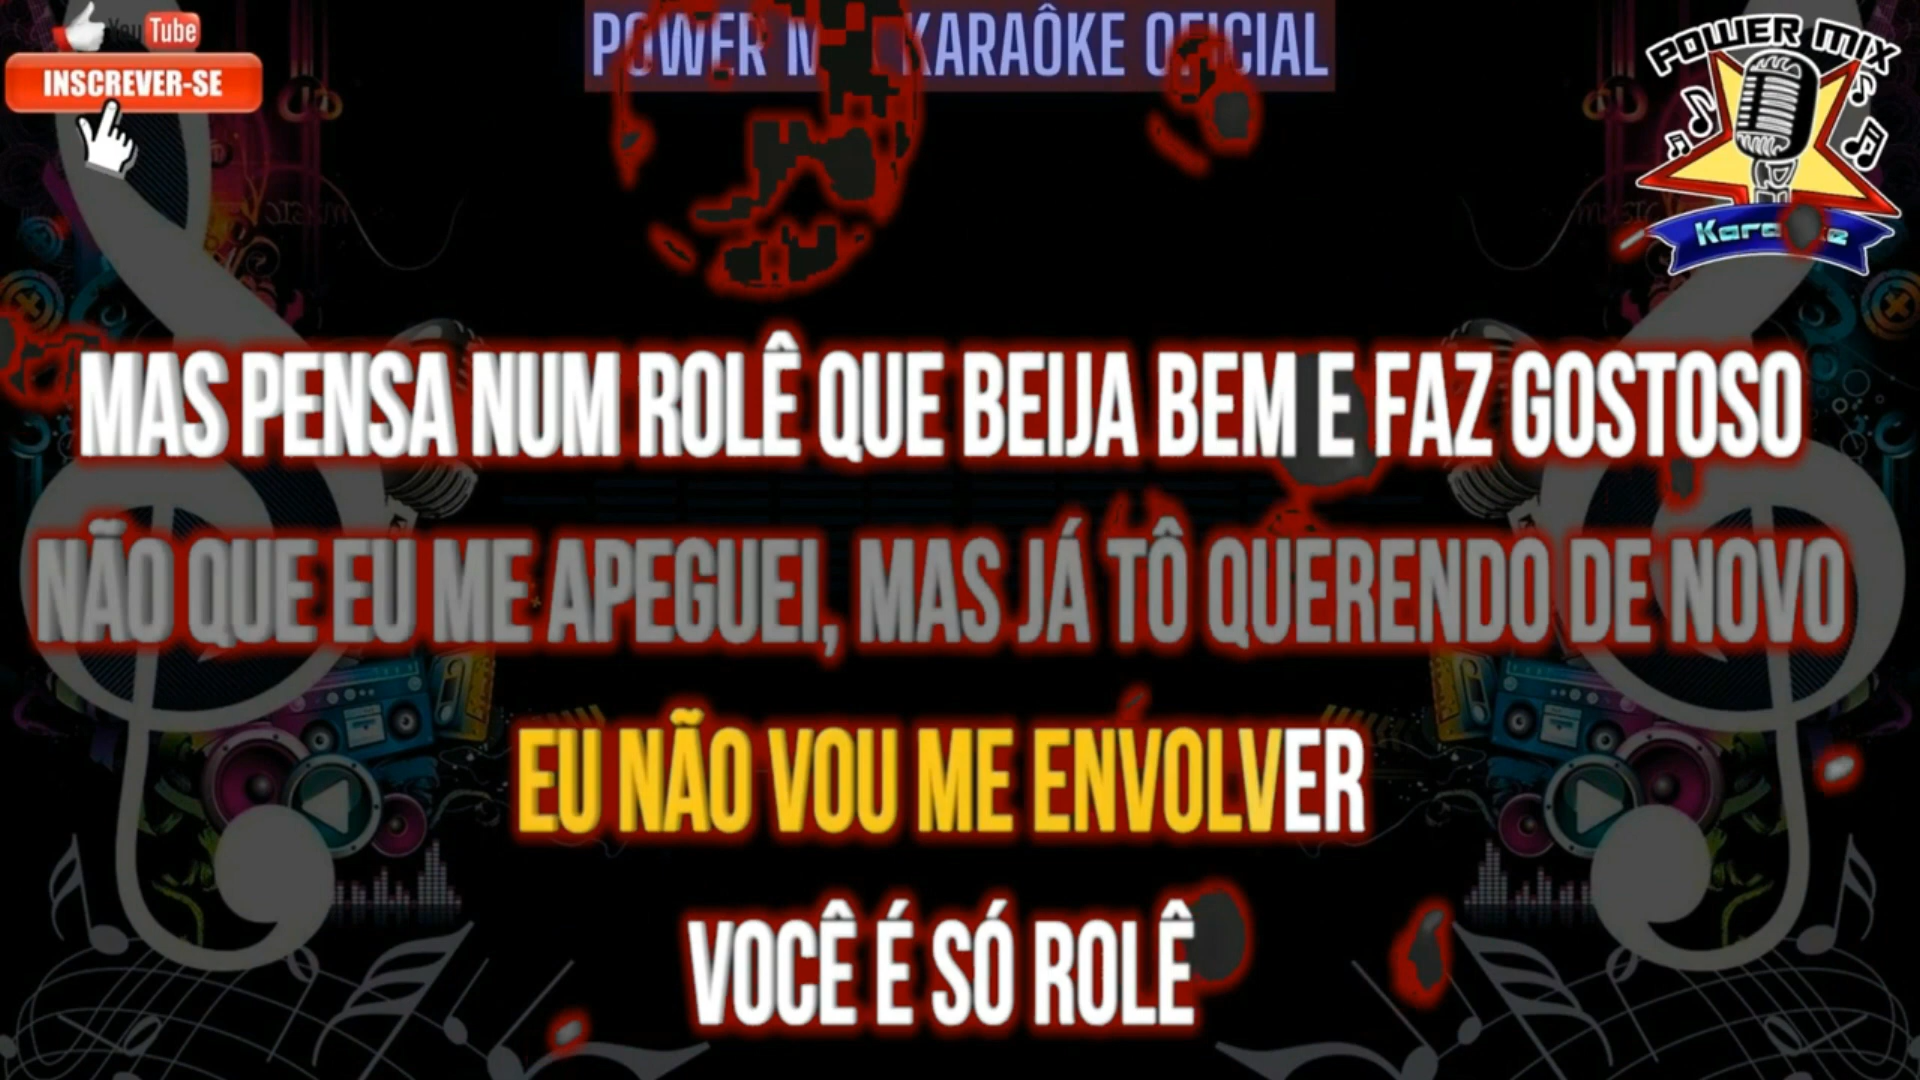 You Tube
INSCREVER-SE
POWER M KARAÔKE OFICIAL
POWER MIX
Karaoke
MAS PENSA NUM ROLÊ QUE BEIJA BEM E FAZ GOSTOSO
NÃO QUE EU ME APEGUEI, MAS JÁ TÔ QUERENDO DE NOVO
EU NÃO VOU ME ENVOLVER
VOCÊ É SÓ ROLÊ